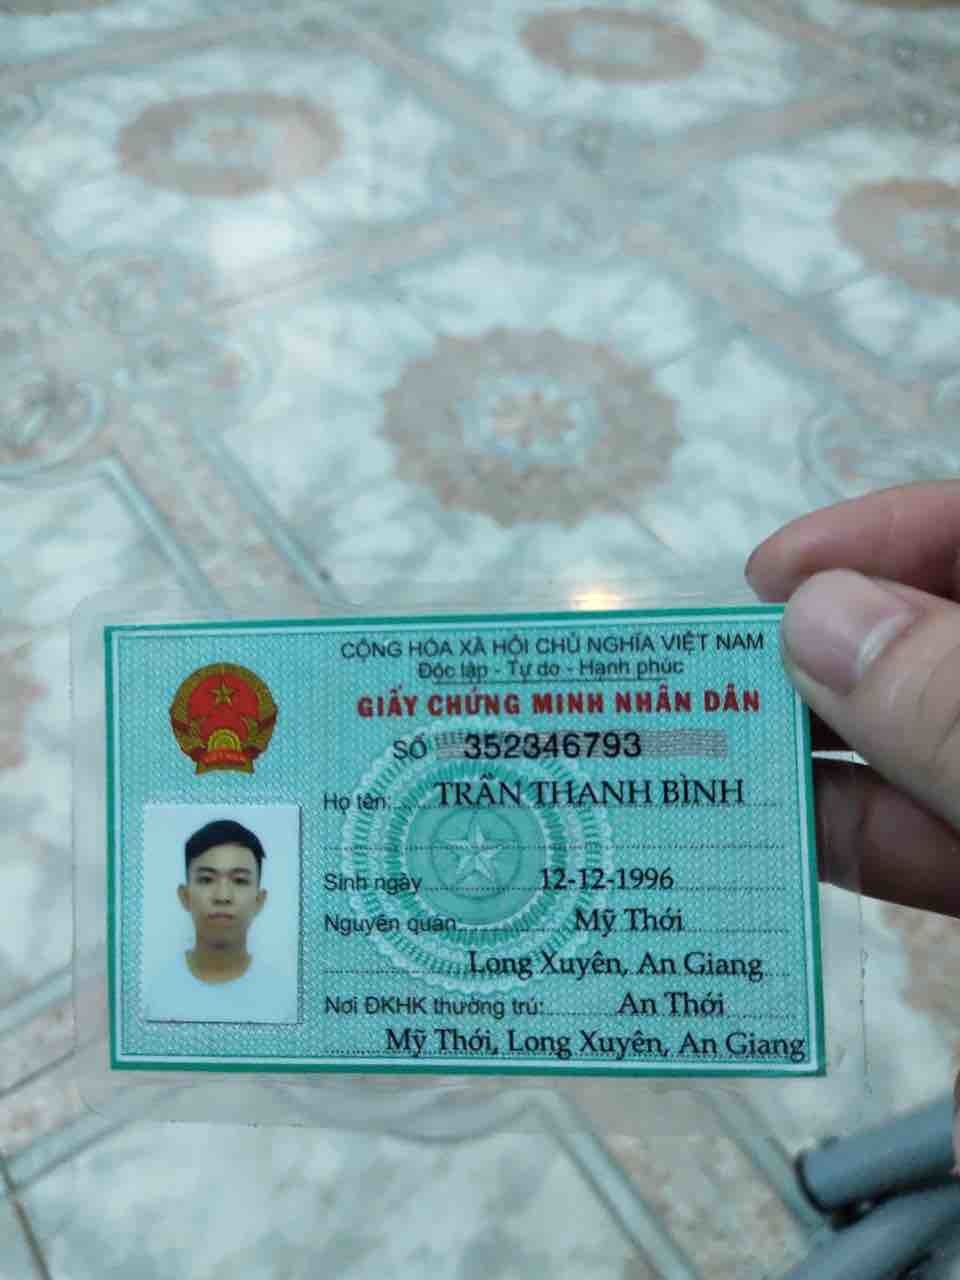 CỘNG HÒA XÃ HỘI CHỦ NGHĨA VIỆT NAM
Độc lập - Tự do - Hạnh phúc
GIẤY CHỨNG MINH NHÂN DÂN
SỐ 352346793
Họ tên: TRẦN THANH BÌNH
Sinh ngày 12-12-1996
Nguyên quán: Mỹ Thới
Long Xuyên, An Giang
Nơi ĐKHK thường trú: An Thới
Mỹ Thới, Long Xuyên, An Giang